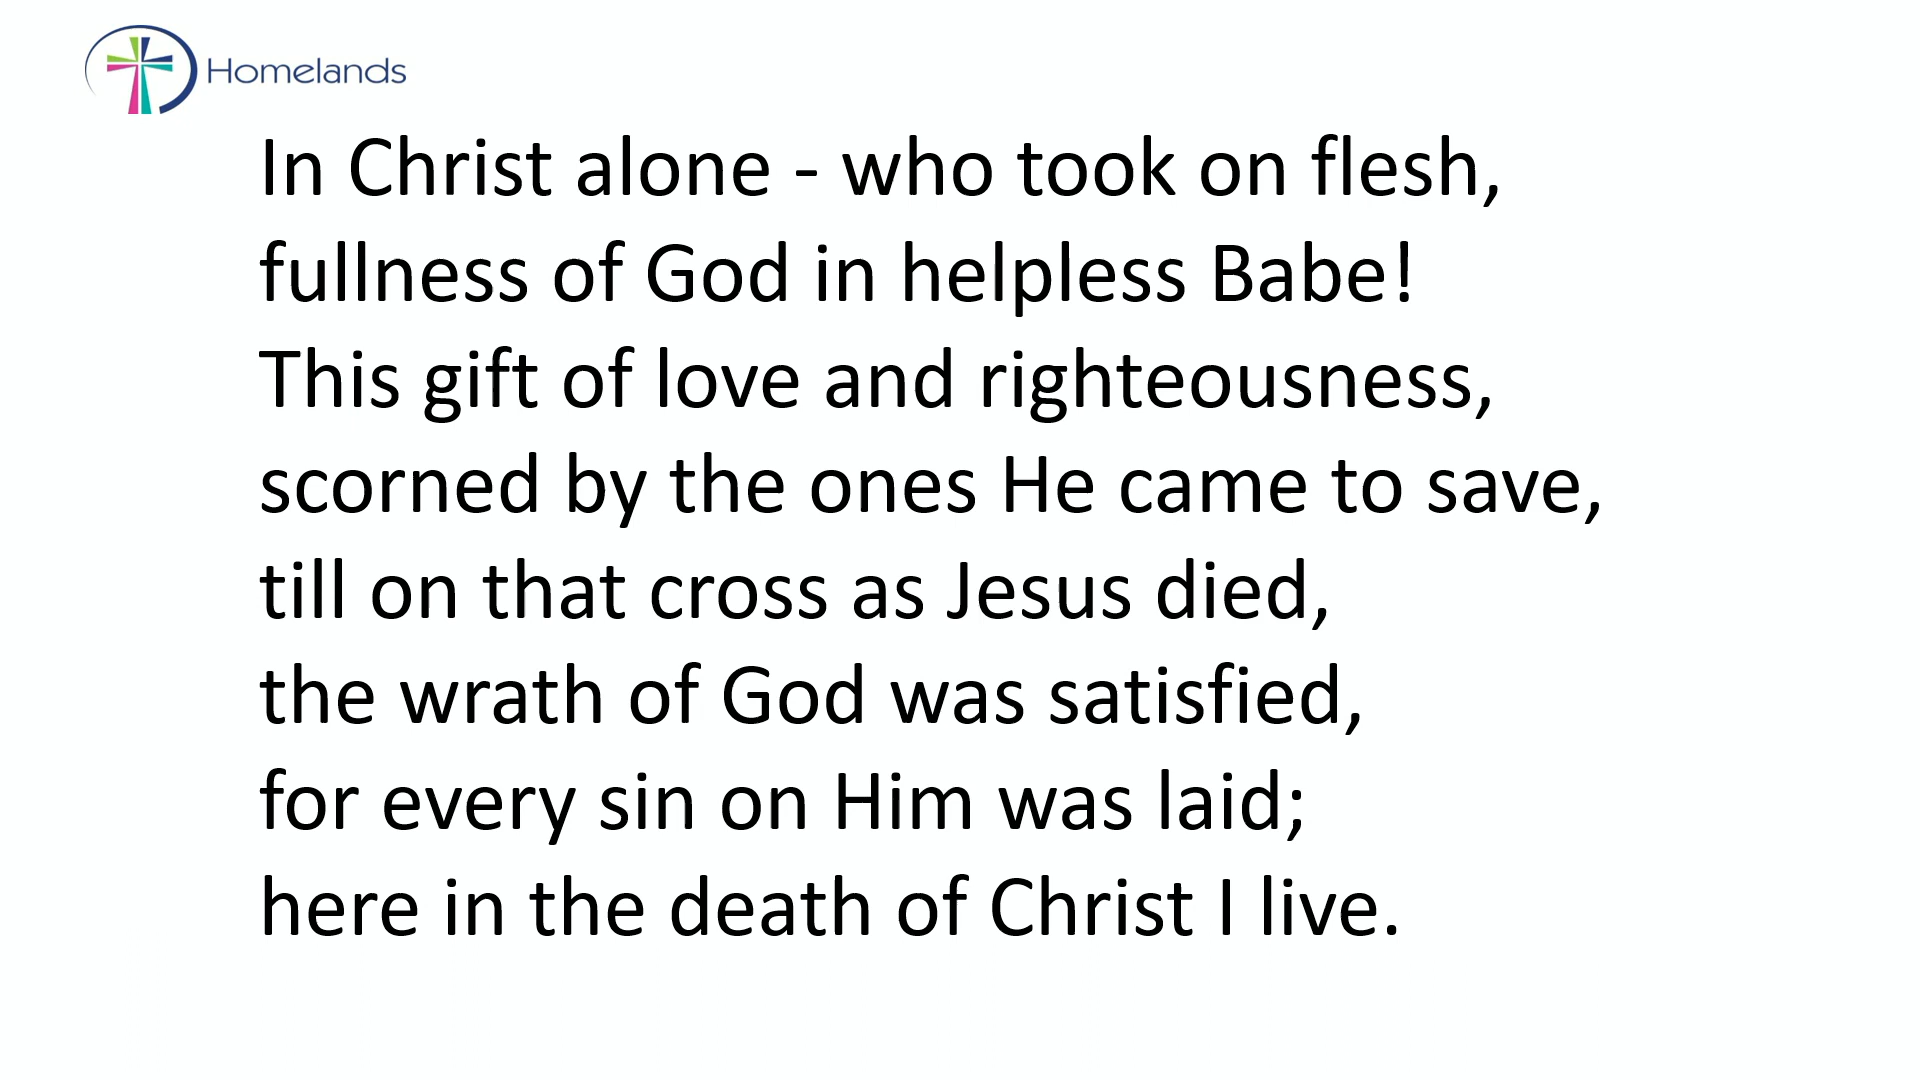 Homelands
In Christ alone - who took on flesh,
fullness of God in helpless Babe!
This gift of love and righteousness,
scorned by the ones He came to save,
till on that cross as Jesus died,
the wrath of God was satisfied,
for every sin on Him was laid;
here in the death of Christ I live.